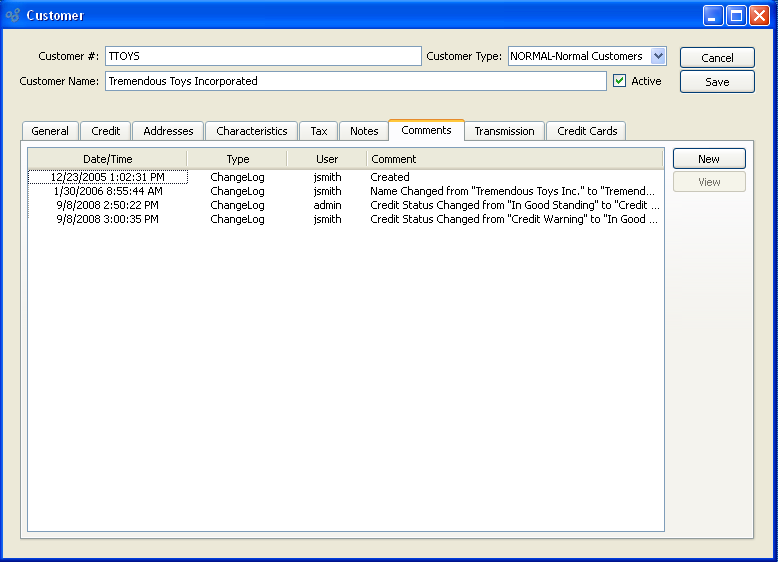 Customer
Customer #: TTOYS Customer Type: NORMAL-Normal Customers Cancel
Customer Name: Tremendous Toys Incorporated Active Save
General Credit Addresses Characteristics Tax Notes Comments Transmission Credit Cards
Date/Time Type User Comment New
12/23/2005 1:02:31 PM ChangeLog jsmith Created
View
1/30/2006 8:55:44 AM ChangeLog jsmith Name Changed from "Tremendous Toys Inc." to "Tremend...
9/8/2008 2:50:22 PM ChangeLog admin Credit Status Changed from "In Good Standing" to "Credit ...
9/8/2008 3:00:35 PM ChangeLog jsmith Credit Status Changed from "Credit Warning" to "In Good ...